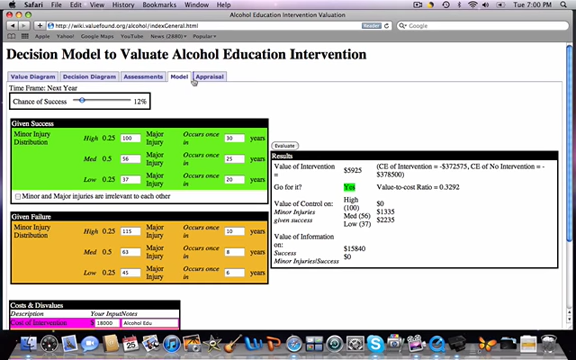 Safari File Edit View History Bookmarks Window Help Tue 7:00 PM
Alcohol Education Intervention Valuation
http://wiki.valuefound.org/alcohol/indexGeneral.html Reader Google
Apple Yahoo! Google Maps YouTube News (2680) Popular
Decision Model to Valuate Alcohol Education Intervention
Value Diagram Decision Diagram Assessments Model Appraisal
Time Frame: Next Year
Chance of Success 12%
Given Success
Minor Injury Distribution
High 0.25 100 Major Injury Occurs once in 30 years
Med 0.5 56 Major Injury Occurs once in 25 years
Low 0.25 37 Major Injury Occurs once in 20 years
Minor and Major injuries are irrelevant to each other
Given Failure
Minor Injury Distribution
High 0.25 115 Major Injury Occurs once in 10 years
Med 0.5 63 Major Injury Occurs once in 8 years
Low 0.25 45 Major Injury Occurs once in 6 years
Costs & Disvalues
Description Your Input Notes
Cost of Intervention $ 18000 Alcohol Edu
Evaluate
Results
Value of Intervention = $5925 (CE of Intervention = -$372575, CE of No Intervention = -$378500)
Go for it? Yes Value-to-cost Ratio = 0.3292
Value of Control on:
Minor Injuries given success
High (100) $0
Med (56) $1335
Low (37) $2235
Value of Information on:
Success $15840
Minor Injuries/Success $0